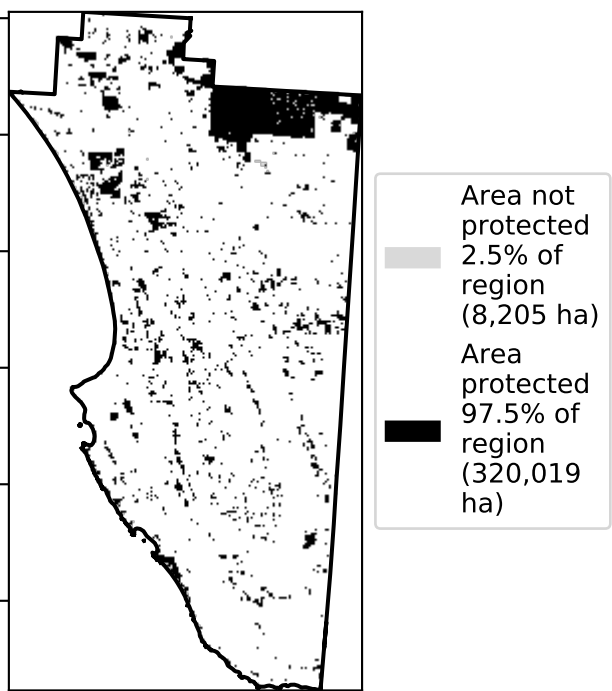 Area not
protected
2.5% of
region
(8,205 ha)
Area
protected
97.5% of
region
(320,019
ha)